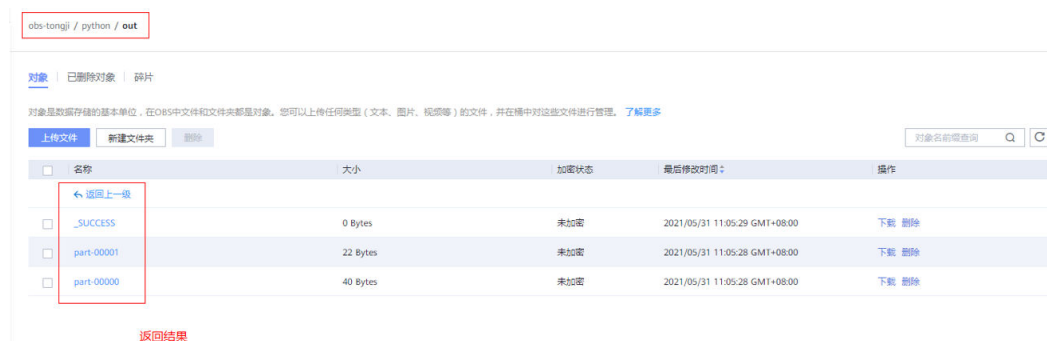 obs-tongji / python / out
对象 | 已删除对象 | 碎片
对象是数据存储的基本单位，在OBS中文件和文件夹都是对象。您可以上传任何类型（文本、图片、视频等）的文件，并在桶中对这些文件进行管理。 了解更多
上传文件 新建文件夹 删除 对象名前缀查询
名称 大小 加密状态 最后修改时间 操作
返回上一级
_SUCCESS 0 Bytes 未加密 2021/05/31 11:05:29 GMT+08:00 下载 删除
part-00001 22 Bytes 未加密 2021/05/31 11:05:28 GMT+08:00 下载 删除
part-00000 40 Bytes 未加密 2021/05/31 11:05:28 GMT+08:00 下载 删除
返回结果